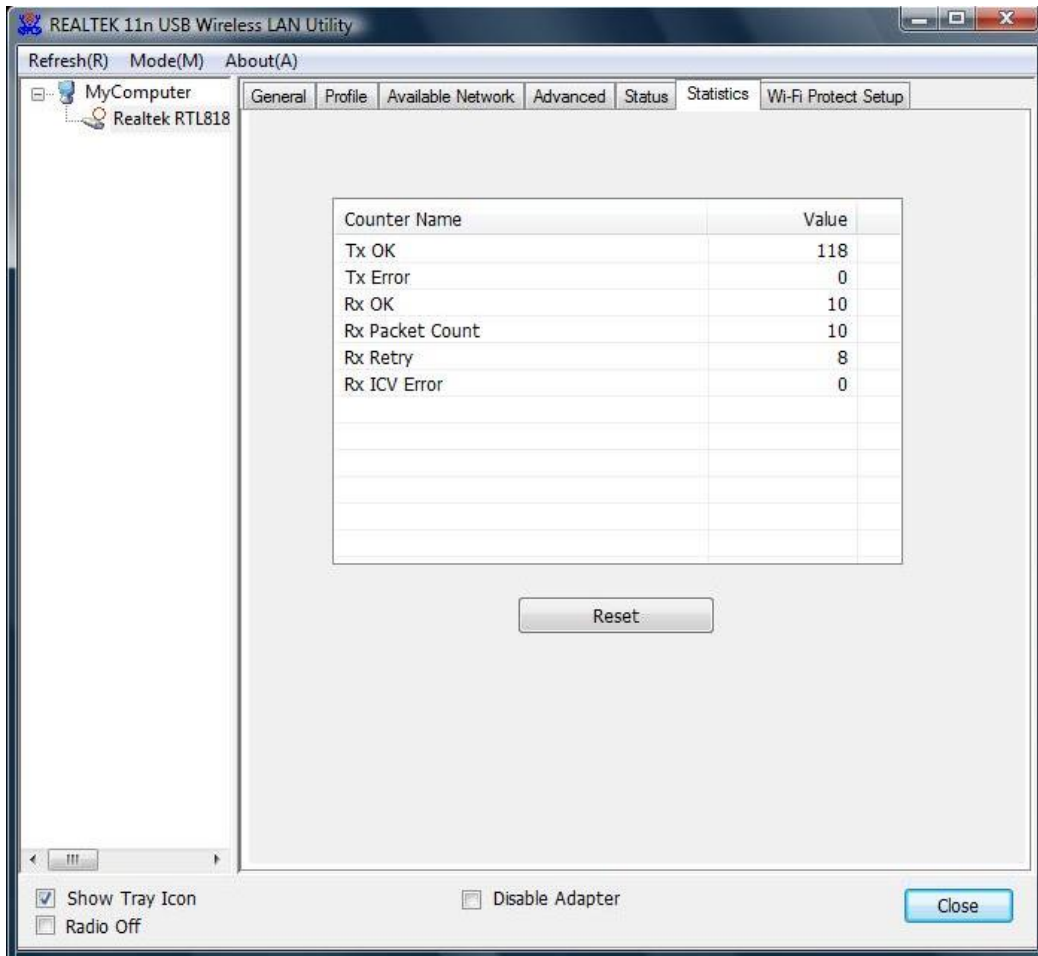 REALTEK 11n USB Wireless LAN Utility
Refresh(R) Mode(M) About(A)
MyComputer
Realtek RTL818
General Profile Available Network Advanced Status Statistics Wi-Fi Protect Setup
Counter Name Value
Tx OK 118
Tx Error 0
Rx OK 10
Rx Packet Count 10
Rx Retry 8
Rx ICV Error 0
Reset
Show Tray Icon
Radio Off
Disable Adapter
Close